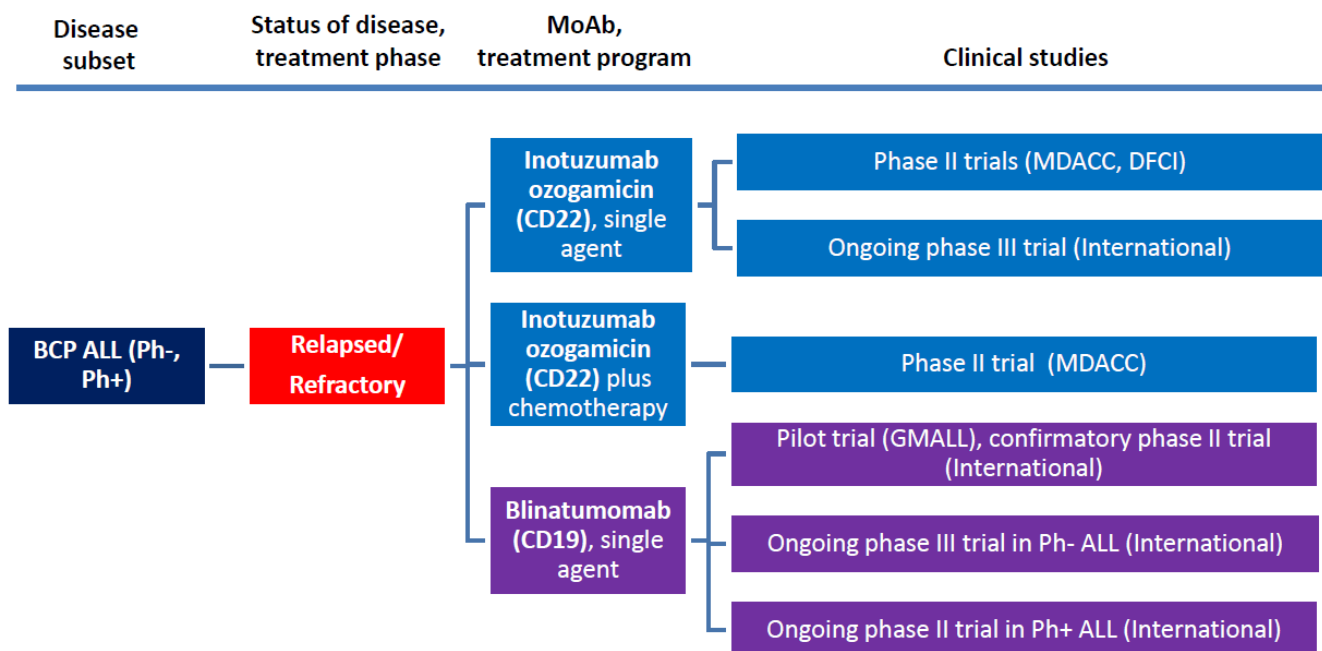 Disease
subset
Status of disease,
treatment phase
MoAb,
treatment program
Clinical studies
BCP ALL (Ph-,
Ph+)
Relapsed/
Refractory
Inotuzumab
ozogamicin
(CD22), single
agent
Phase II trials (MDACC, DFCI)
Ongoing phase III trial (International)
Inotuzumab
ozogamicin
(CD22) plus
chemotherapy
Phase II trial (MDACC)
Blinatumomab
(CD19), single
agent
Pilot trial (GMALL), confirmatory phase II trial
(International)
Ongoing phase III trial in Ph- ALL (International)
Ongoing phase II trial in Ph+ ALL (International)